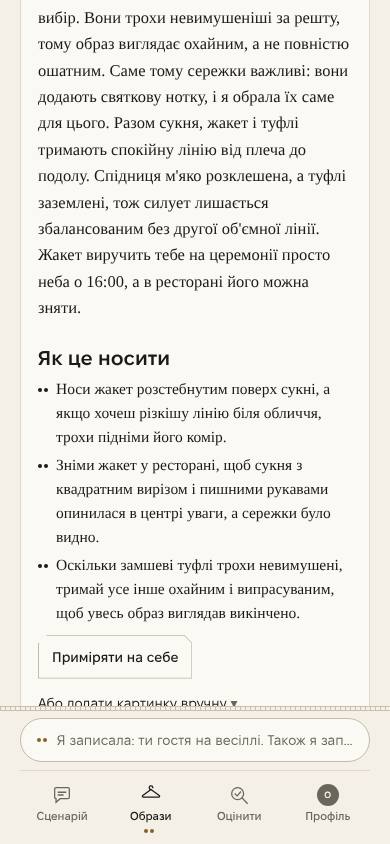 вибір. Вони трохи невимушеніші за решту,
тому образ виглядає охайним, а не повністю
ошатним. Саме тому сережки важливі: вони
додають святкову нотку, і я обрала їх саме
для цього. Разом сукня, жакет і туфлі
тримають спокійну лінію від плеча до
подолу. Спідниця м'яко розклешена, а туфлі
заземлені, тож силует лишається
збалансованим без другої об'ємної лінії.
Жакет виручить тебе на церемонії просто
неба о 16:00, а в ресторані його можна
зняти.
Як це носити
•• Носи жакет розстебнутим поверх сукні, а
якщо хочеш різкішу лінію біля обличчя,
трохи підніми його комір.
•• Зніми жакет у ресторані, щоб сукня з
квадратним вирізом і пишними рукавами
опинилася в центрі уваги, а сережки було
видно.
•• Оскільки замшеві туфлі трохи невимушені,
тримай усе інше охайним і випрасуваним,
щоб увесь образ виглядав викінчено.
Приміряти на себе
Або додати картинку вручну ▾
•• Я записала: ти гостя на весіллі. Також я зап...
Сценарій
Образи
Оцінити
О
Профіль